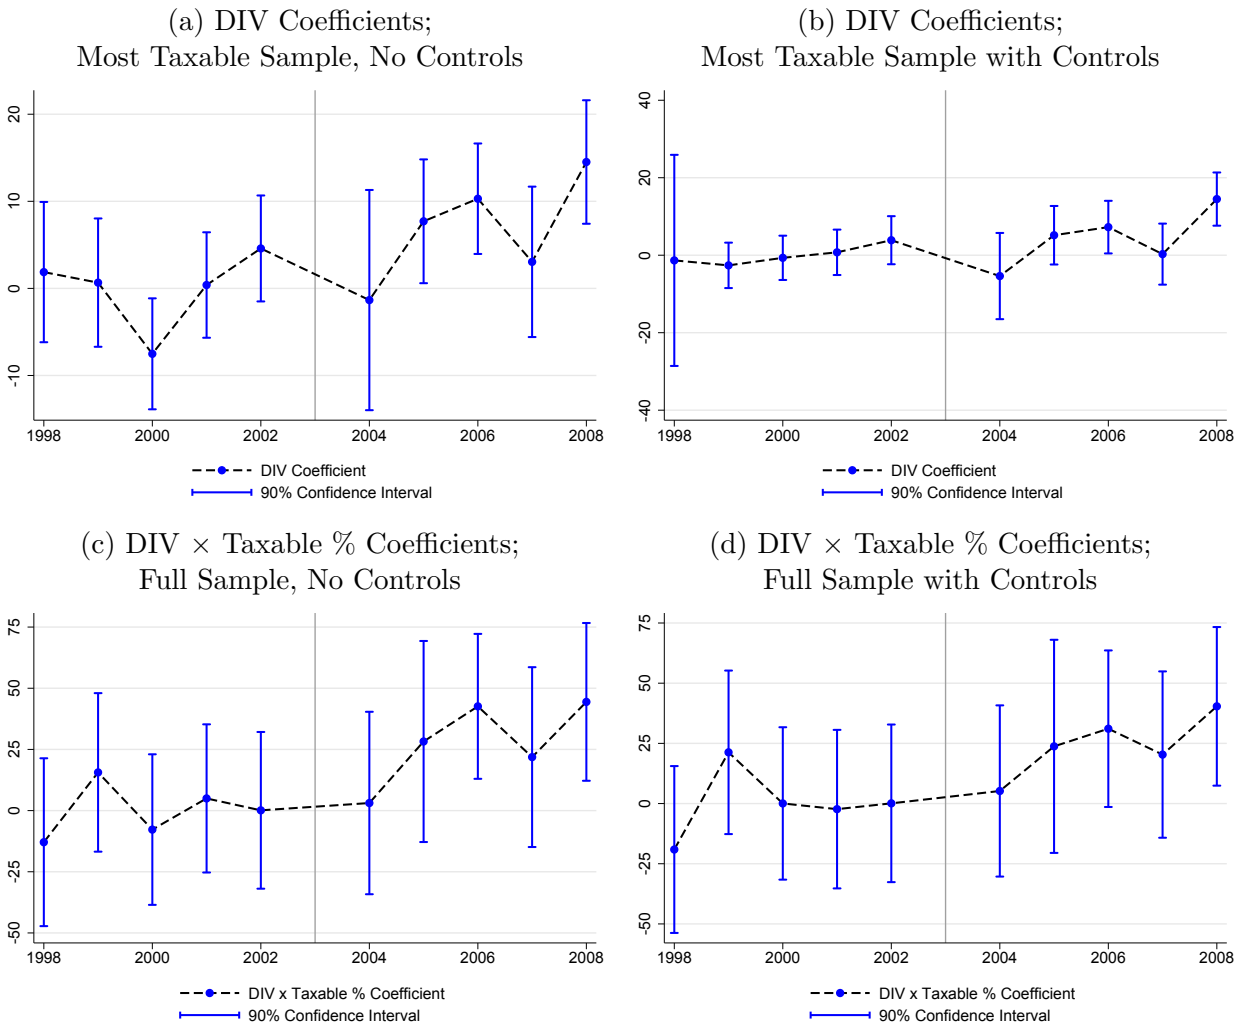 (a) DIV Coefficients;
Most Taxable Sample, No Controls
20
10
0
-10
1998 2000 2002 2004 2006 2008
DIV Coefficient
90% Confidence Interval
(b) DIV Coefficients;
Most Taxable Sample with Controls
40
20
0
-20
-40
1998 2000 2002 2004 2006 2008
DIV Coefficient
90% Confidence Interval
(c) DIV × Taxable % Coefficients;
Full Sample, No Controls
75
50
25
0
-25
-50
1998 2000 2002 2004 2006 2008
DIV x Taxable % Coefficient
90% Confidence Interval
(d) DIV × Taxable % Coefficients;
Full Sample with Controls
75
50
25
0
-25
-50
1998 2000 2002 2004 2006 2008
DIV x Taxable % Coefficient
90% Confidence Interval